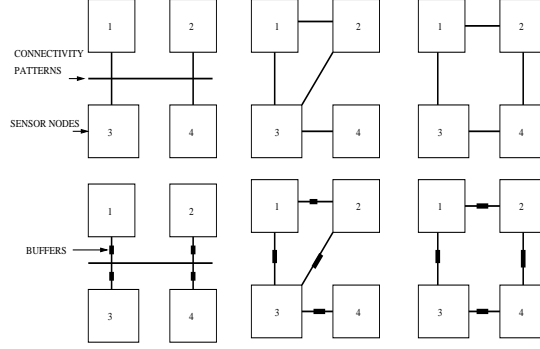 1 2 1 2 1 2
CONNECTIVITY
PATTERNS
SENSOR NODES
3 4 3 4 3 4
1 2 1 2 1 2
BUFFERS
3 4 3 4 3 4